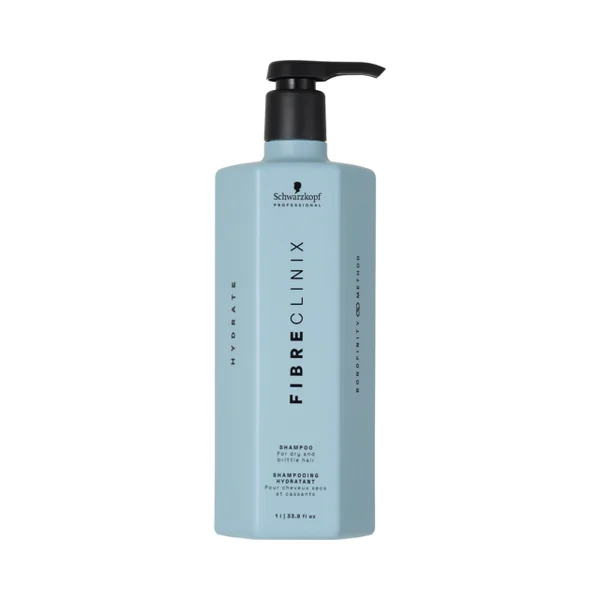 Schwarzkopf
PROFESSIONAL
HYDRATE
FIBRECLINIX
BONDFINITY METHOD
SHAMPOO
For dry and
brittle hair
SHAMPOOING
HYDRATANT
Pour cheveux secs
et cassants
1 l | 33.8 fl oz